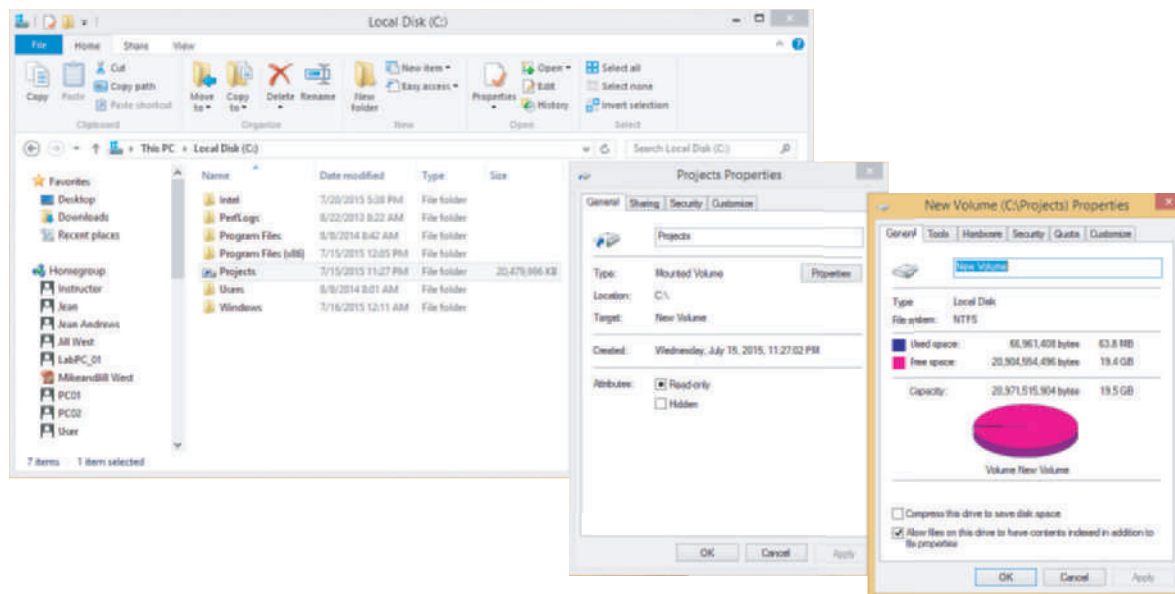 Local Disk (C:)
File Home Share View
Copy Paste Cut Copy path Paste shortcut
Move to Copy to Delete Rename
New folder New item Easy access
Properties Open Edit History
Select all Select none Invert selection
Clipboard Organize New Open Select
This PC Local Disk (C:) Search Local Disk (C:)
Favorites
Desktop
Downloads
Recent places
Homegroup
Instructor
Jean
Jean Andrews
Jill West
LabPC_01
Mikeandjill West
PC01
PC02
User
Name Date modified Type Size
Intel 7/20/2015 5:38 PM File folder
PerfLogs 8/22/2013 8:22 AM File folder
Program Files 8/8/2014 8:42 AM File folder
Program Files (x86) 7/15/2015 12:05 PM File folder
Projects 7/15/2015 11:27 PM File folder 20,479,996 KB
Users 8/8/2014 8:01 AM File folder
Windows 7/16/2015 12:11 AM File folder
7 items 1 item selected
Projects Properties
General Sharing Security Customize
Projects
Type: Mounted Volume Properties
Location: C:\
Target: New Volume
Created: Wednesday, July 15, 2015, 11:27:02 PM
Attributes: Read-only
Hidden
OK Cancel Apply
New Volume (C:\Projects) Properties
General Tools Hardware Security Quota Customize
New Volume
Type Local Disk
File system: NTFS
Used space: 66,961,408 bytes 63.8 MB
Free space: 20,904,554,496 bytes 19.4 GB
Capacity: 20,971,515,904 bytes 19.5 GB
Volume New Volume
Compress this drive to save disk space
Allow files on this drive to have contents indexed in addition to
file properties
OK Cancel Apply